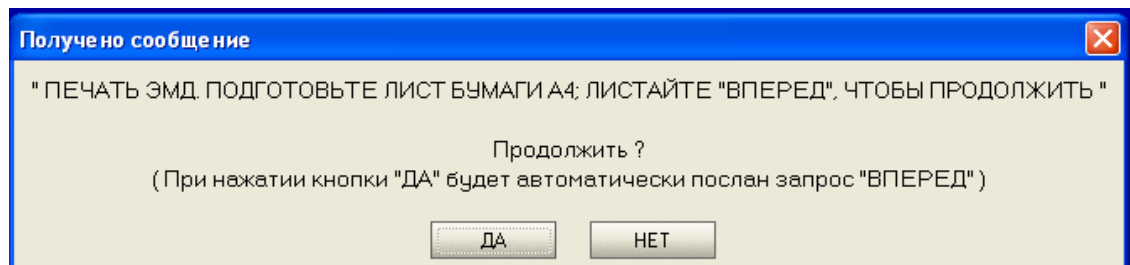 Получено сообщение
" ПЕЧАТЬ ЭМД. ПОДГОТОВЬТЕ ЛИСТ БУМАГИ А4; ЛИСТАЙТЕ "ВПЕРЕД", ЧТОБЫ ПРОДОЛЖИТЬ "
Продолжить ?
( При нажатии кнопки "ДА" будет автоматически послан запрос "ВПЕРЕД" )
ДА НЕТ